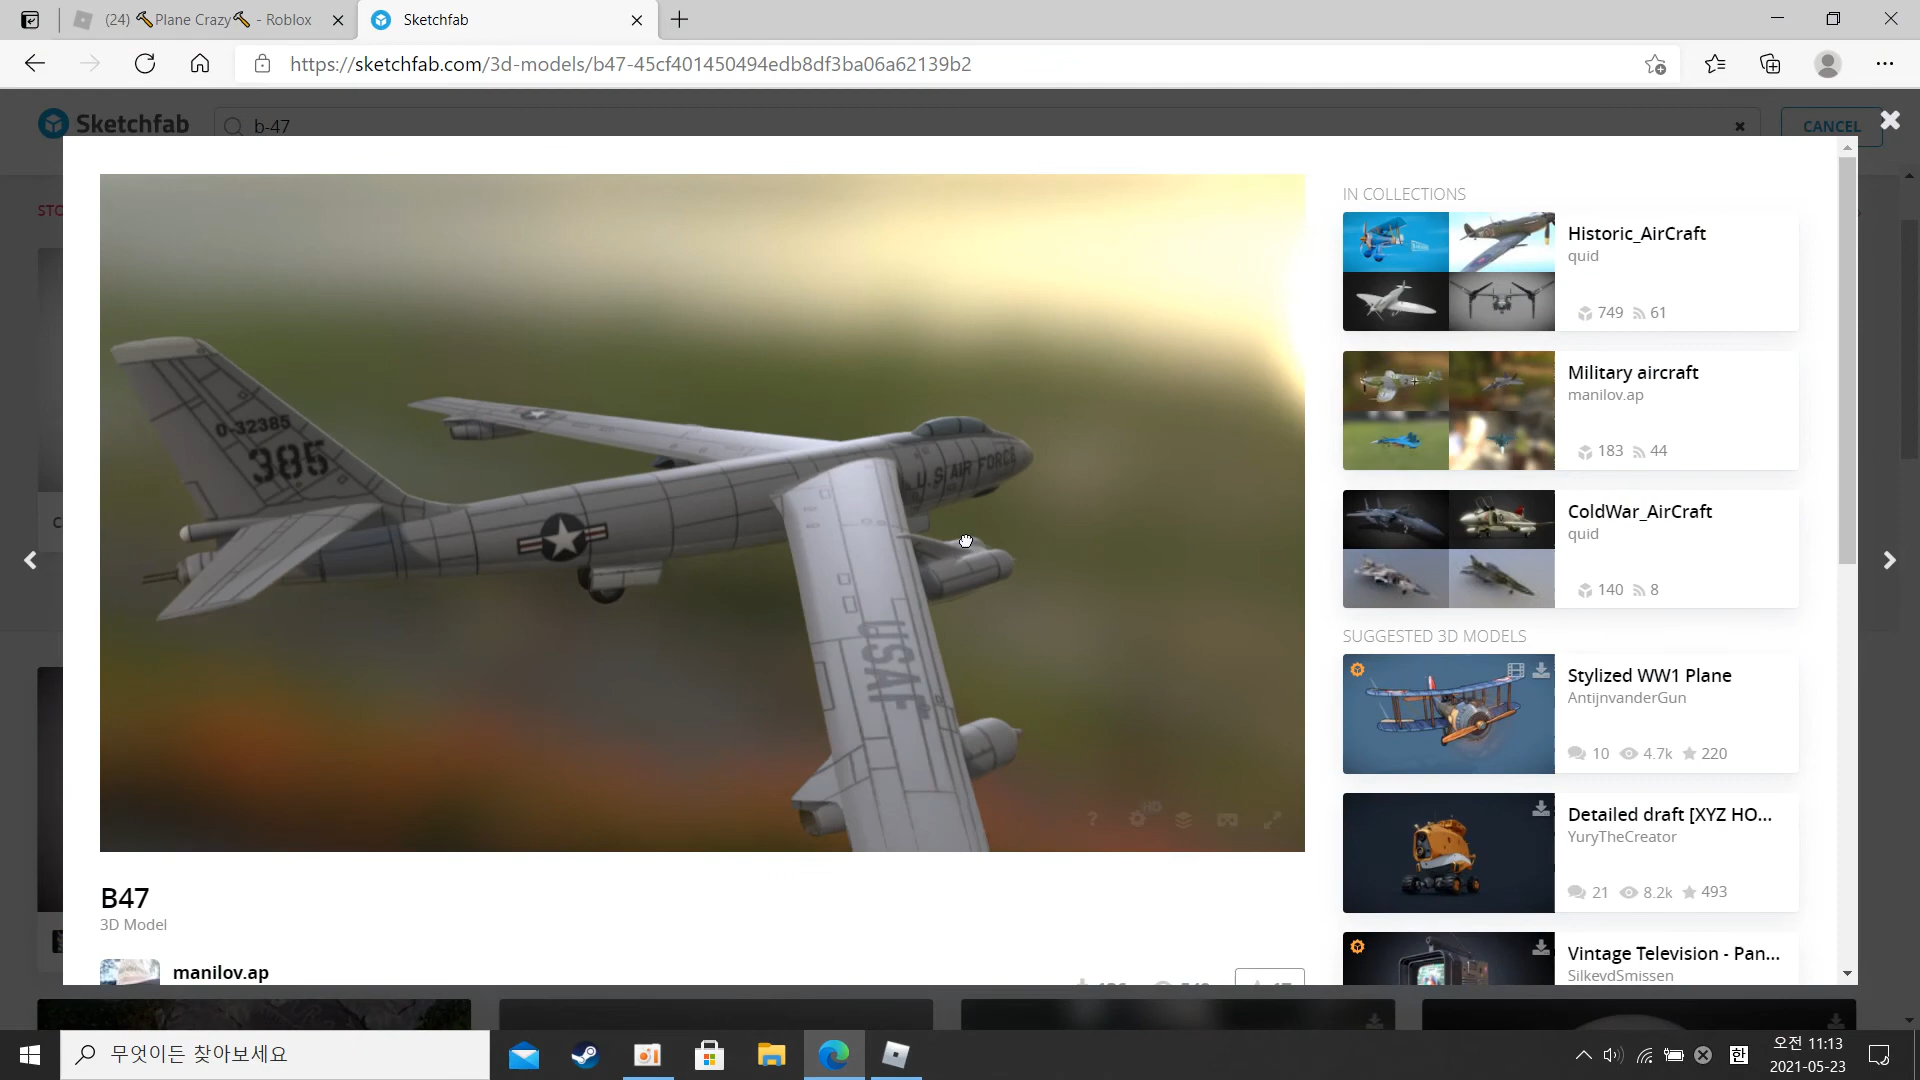 (24) 🔨Plane Crazy🔨 - Roblox
Sketchfab
https://sketchfab.com/3d-models/b47-45cf401450494edb8df3ba06a62139b2
Sketchfab
b-47
CANCEL
STO
IN COLLECTIONS
Historic_AirCraft
quid
749 61
Military aircraft
manilov.ap
183 44
ColdWar_AirCraft
quid
140 8
SUGGESTED 3D MODELS
Stylized WW1 Plane
AntijnvanderGun
10 4.7k 220
Detailed draft [XYZ HO...
YuryTheCreator
21 8.2k 493
Vintage Television - Pan...
SilkevdSmissen
0-32385
385
U.S. AIR FORCE
USAF
HD
B47
3D Model
manilov.ap
무엇이든 찾아보세요
한
오전 11:13
2021-05-23